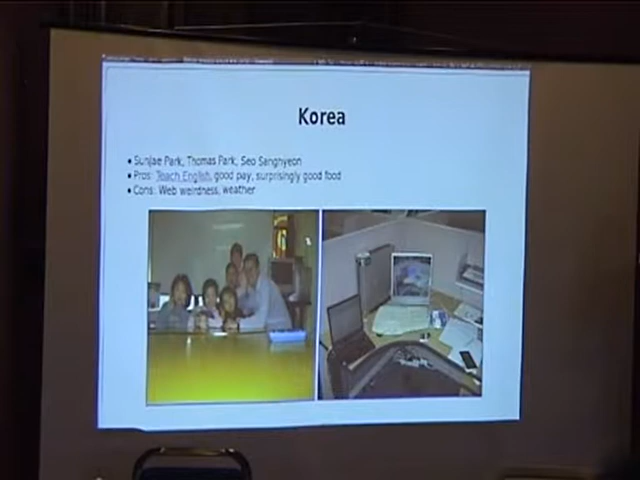 Korea
• Sunjae Park, Thomas Park, Seo Sanghyeon
• Pros: Teach English, good pay, surprisingly good food
• Cons: Web weirdness, weather